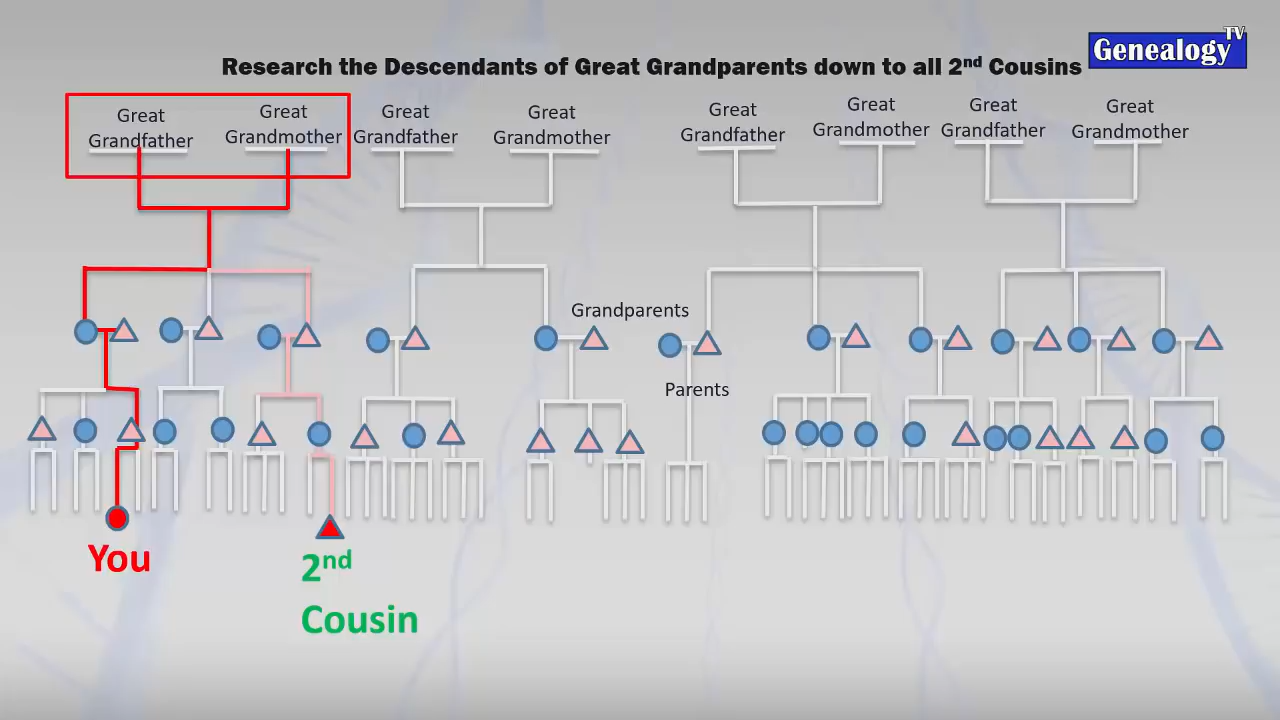 Genealogy TV
Research the Descendants of Great Grandparents down to all 2nd Cousins
Great
Grandfather
Great
Grandmother
Great
Grandfather
Great
Grandmother
Great
Grandfather
Great
Grandmother
Great
Grandfather
Great
Grandmother
Grandparents
Parents
You
2nd
Cousin